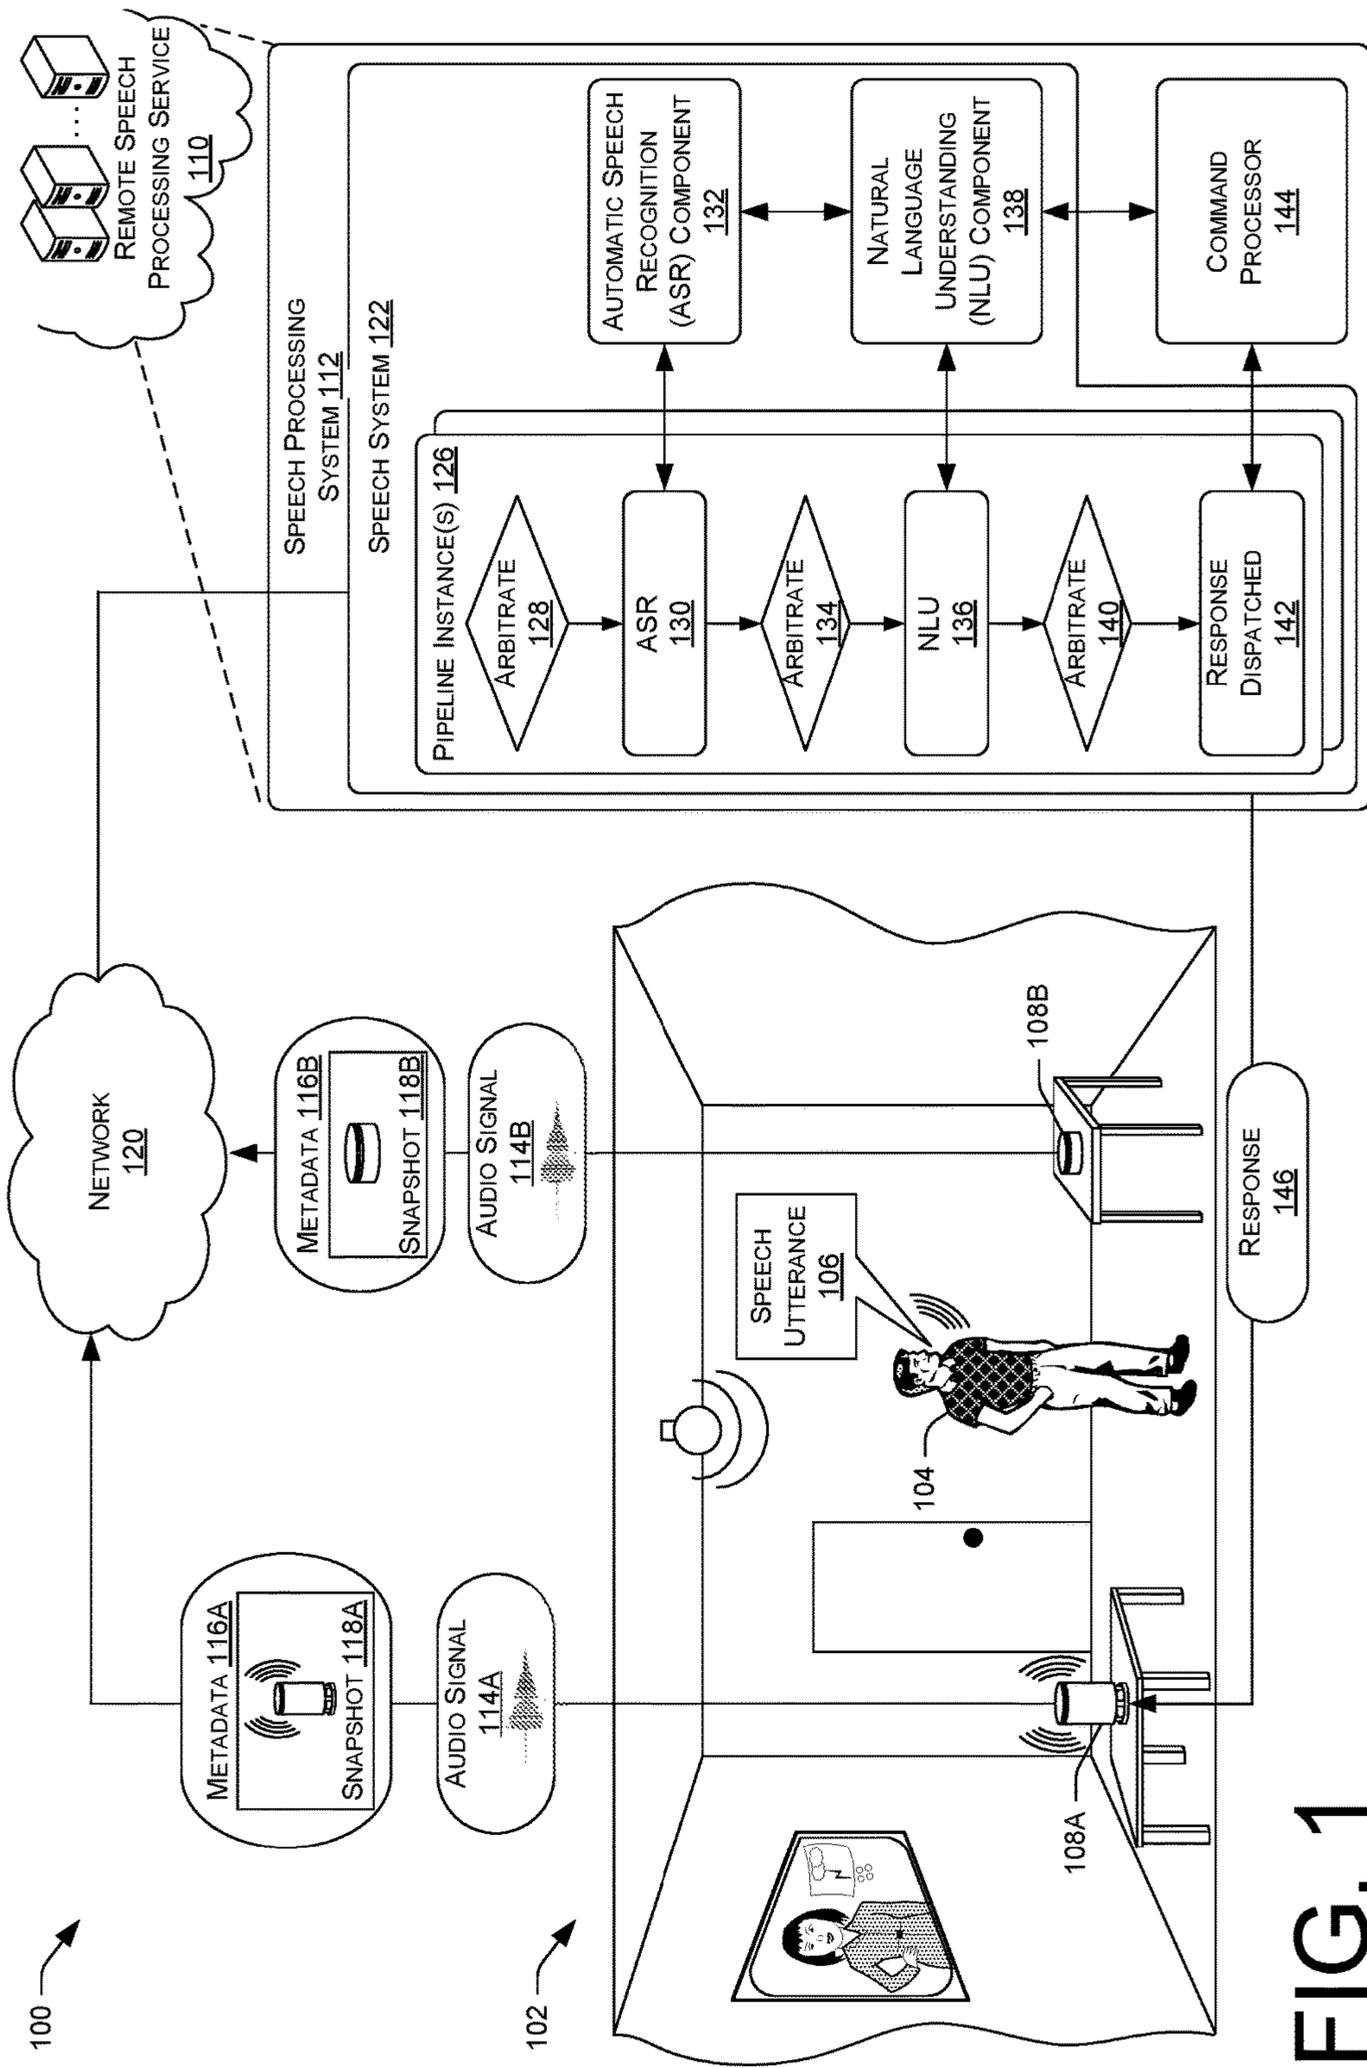 100
102
METADATA 116A
SNAPSHOT 118A
AUDIO SIGNAL
114A
NETWORK
120
METADATA 116B
SNAPSHOT 118B
AUDIO SIGNAL
114B
SPEECH
UTTERANCE
106
104
108A
108B
RESPONSE
146
REMOTE SPEECH
PROCESSING SERVICE
110
SPEECH PROCESSING
SYSTEM 112
SPEECH SYSTEM 122
PIPELINE INSTANCE(S) 126
ARBITRATE
128
ASR
130
ARBITRATE
134
NLU
136
ARBITRATE
140
RESPONSE
DISPATCHED
142
AUTOMATIC SPEECH
RECOGNITION
(ASR) COMPONENT
132
NATURAL
LANGUAGE
UNDERSTANDING
(NLU) COMPONENT
138
COMMAND
PROCESSOR
144
FIG. 1